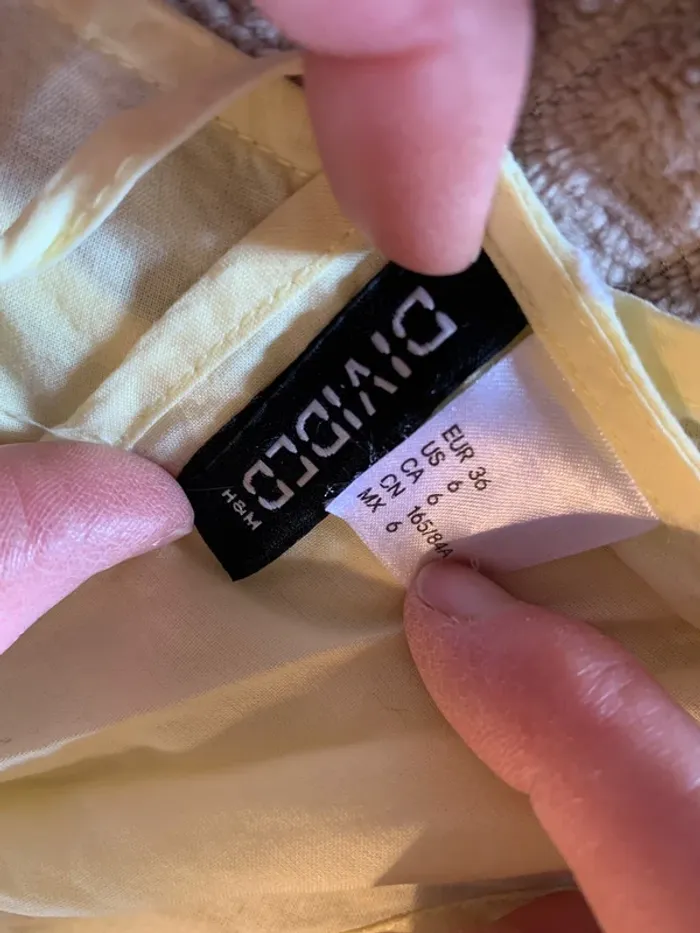 DIVIDED
H&M
EUR 36
US 6
CA 6
CN 165/84A
MX 6